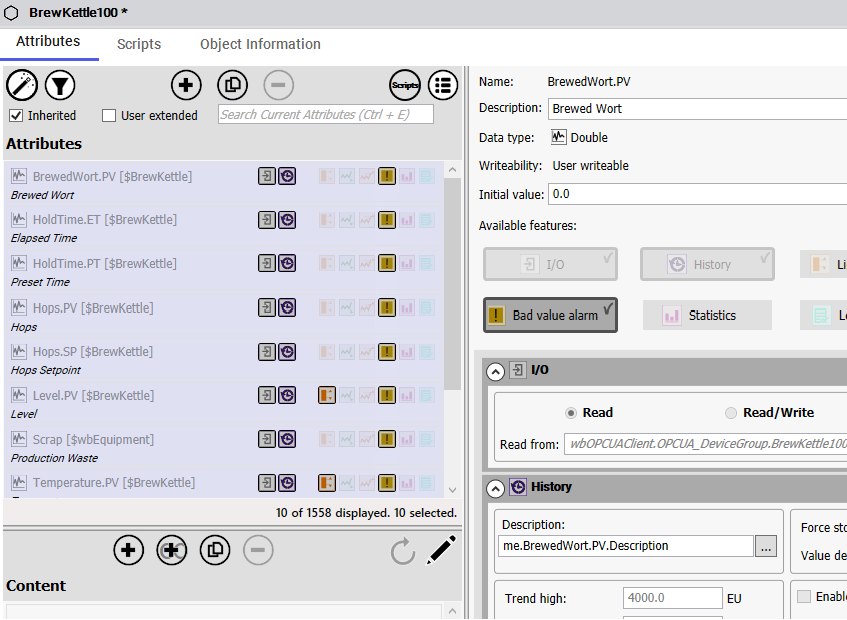 BrewKettle100 *
Attributes Scripts Object Information
Scripts
Inherited User extended Search Current Attributes (Ctrl + E)
Attributes
BrewedWort.PV [$BrewKettle]
Brewed Wort
HoldTime.ET [$BrewKettle]
Elapsed Time
HoldTime.PT [$BrewKettle]
Preset Time
Hops.PV [$BrewKettle]
Hops
Hops.SP [$BrewKettle]
Hops Setpoint
Level.PV [$BrewKettle]
Level
Scrap [$wbEquipment]
Production Waste
Temperature.PV [$BrewKettle]
10 of 1558 displayed. 10 selected.
Content
Name: BrewedWort.PV
Description: Brewed Wort
Data type: Double
Writeability: User writeable
Initial value: 0.0
Available features:
I/O History Li
Bad value alarm Statistics Lo
I/O
Read Read/Write
Read from: wbOPCUAClient.OPCUA_DeviceGroup.BrewKettle100
History
Description: Force sto
me.BrewedWort.PV.Description ... Value de
Trend high: 4000.0 EU Enable